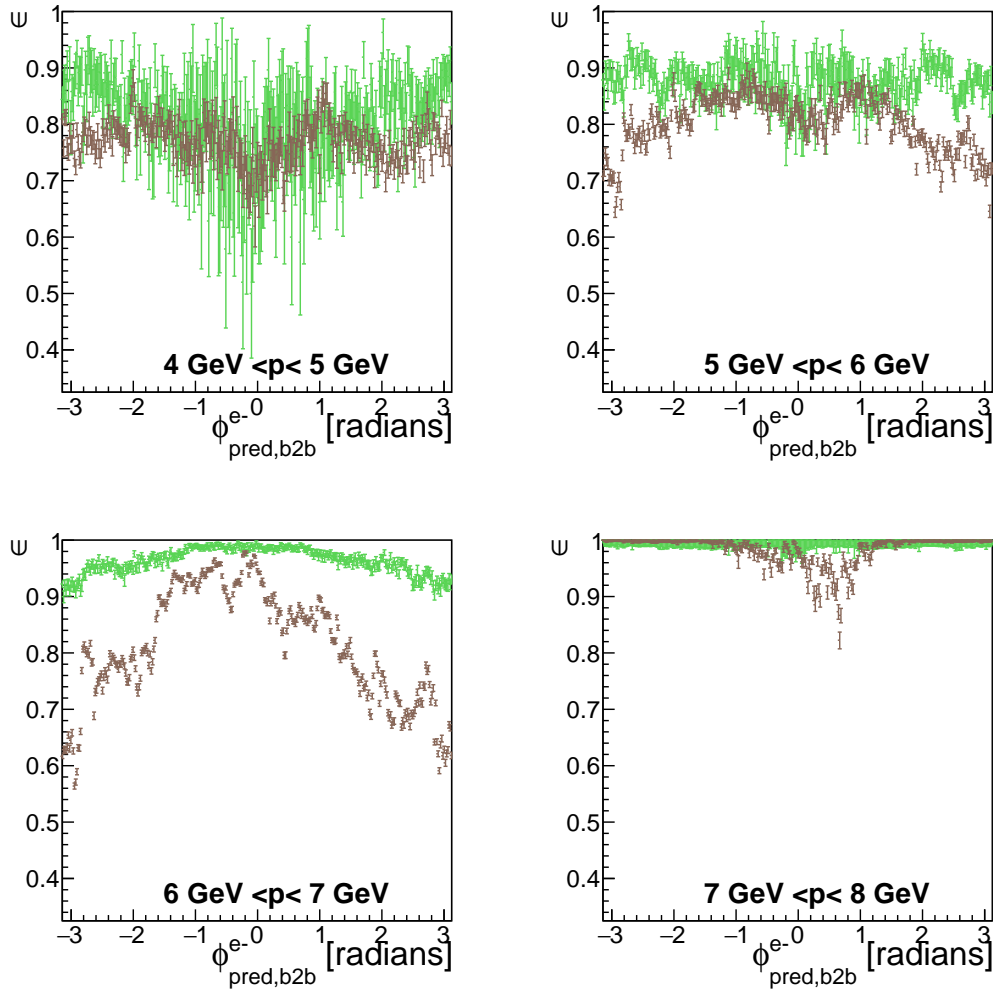 ∈
1
0.9
0.8
0.7
0.6
0.5
0.4
4 GeV <p< 5 GeV
−3 −2 −1 0 1 2 3
ϕ^{e-}_{pred,b2b} [radians]
∈
1
0.9
0.8
0.7
0.6
0.5
0.4
5 GeV <p< 6 GeV
−3 −2 −1 0 1 2 3
ϕ^{e-}_{pred,b2b} [radians]
∈
1
0.9
0.8
0.7
0.6
0.5
0.4
6 GeV <p< 7 GeV
−3 −2 −1 0 1 2 3
ϕ^{e-}_{pred,b2b} [radians]
∈
1
0.9
0.8
0.7
0.6
0.5
0.4
7 GeV <p< 8 GeV
−3 −2 −1 0 1 2 3
ϕ^{e-}_{pred,b2b} [radians]